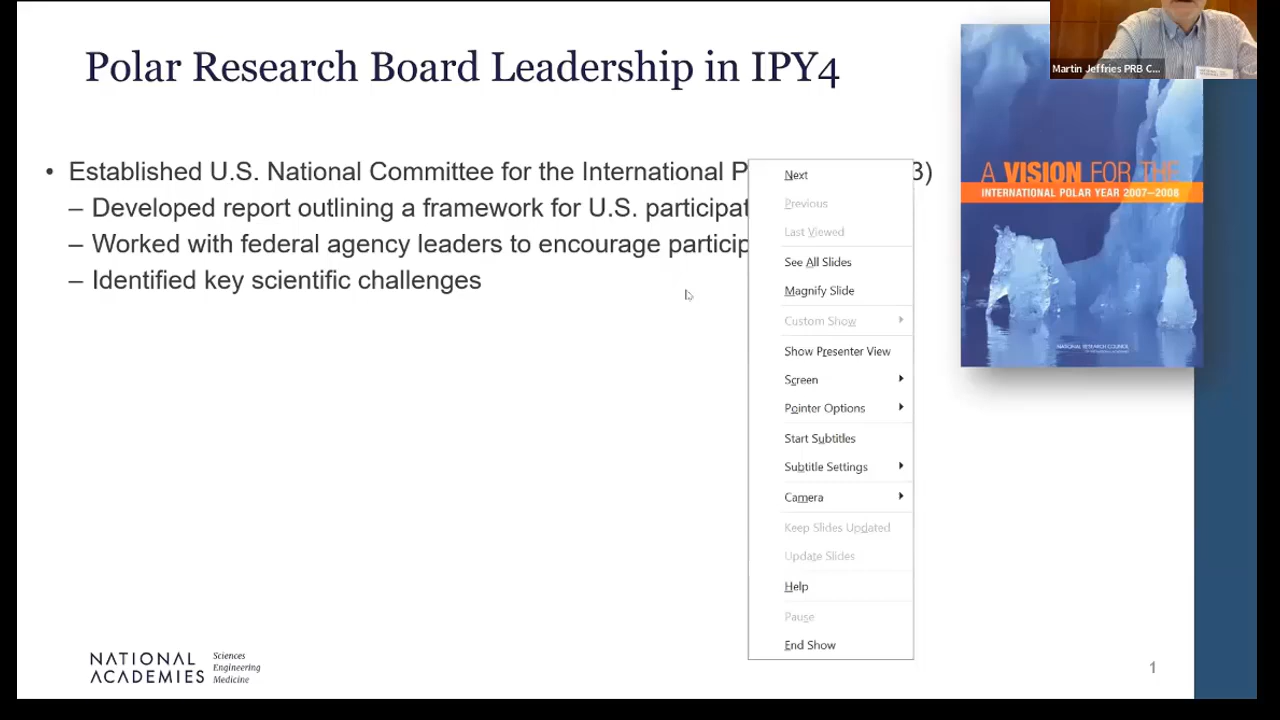 Polar Research Board Leadership in IPY4
Martin Jeffries PRB C...
• Established U.S. National Committee for the International P 3)
– Developed report outlining a framework for U.S. participat
– Worked with federal agency leaders to encourage particip
– Identified key scientific challenges
A VISION FOR THE
INTERNATIONAL POLAR YEAR 2007–2008
NATIONAL RESEARCH COUNCIL
Next
Previous
Last Viewed
See All Slides
Magnify Slide
Custom Show
Show Presenter View
Screen
Pointer Options
Start Subtitles
Subtitle Settings
Camera
Keep Slides Updated
Update Slides
Help
Pause
End Show
NATIONAL ACADEMIES
Sciences
Engineering
Medicine
1